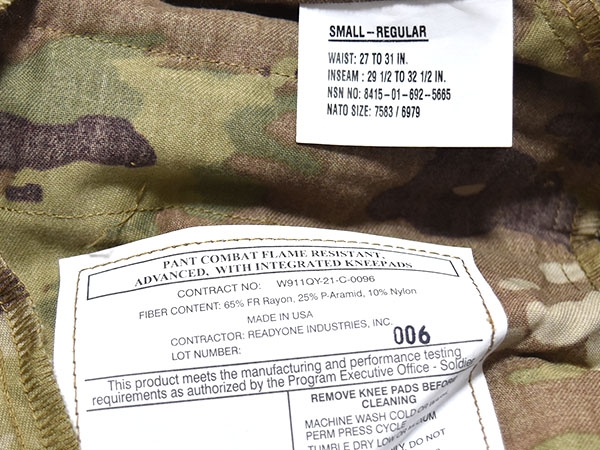 SMALL-REGULAR
WAIST: 27 TO 31 IN.
INSEAM : 29 1/2 TO 32 1/2 IN.
NSN NO: 8415-01-692-5665
NATO SIZE: 7583 / 6979
PANT COMBAT FLAME RESISTANT,
ADVANCED, WITH INTEGRATED KNEEPADS
CONTRACT NO: W911QY-21-C-0096
FIBER CONTENT: 65% FR Rayon, 25% P-Aramid, 10% Nylon
MADE IN USA
CONTRACTOR: READYONE INDUSTRIES, INC.
LOT NUMBER: 006
This product meets the manufacturing and performance testing
requirements as authorized by the Program Executive Office - Soldier
REMOVE KNEE PADS BEFORE
CLEANING
MACHINE WASH COLD
PERM PRESS CYCLE.
TUMBLE DRY LOW
DO NOT